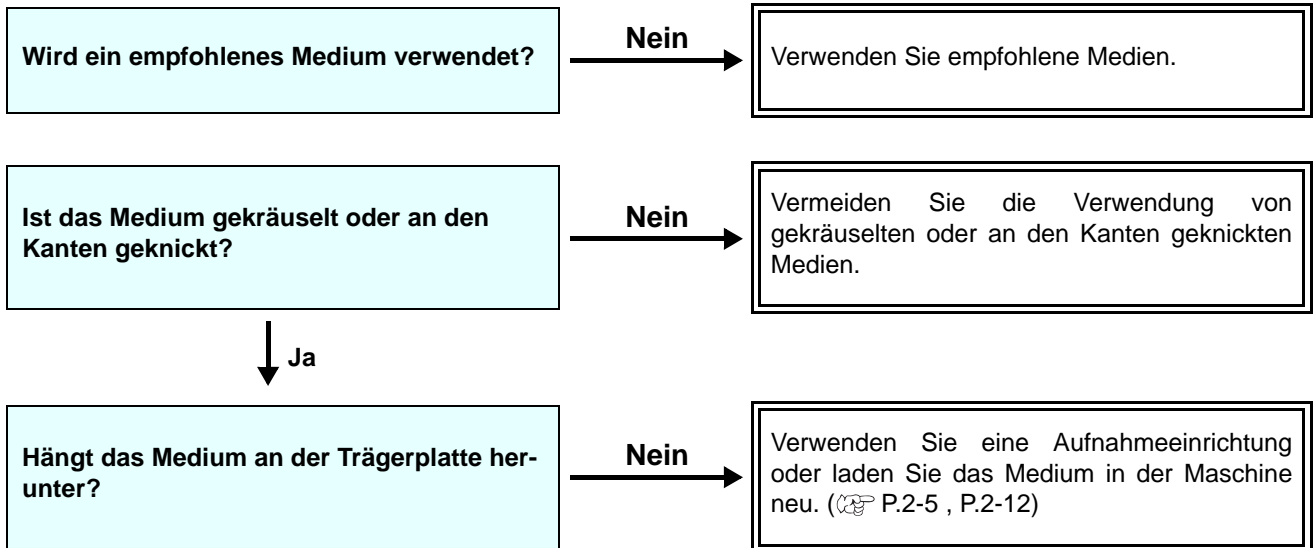 Wird ein empfohlenes Medium verwendet?
Nein
Verwenden Sie empfohlene Medien.
Ist das Medium gekräuselt oder an den
Kanten geknickt?
Nein
Vermeiden Sie die Verwendung von
gekräuselten oder an den Kanten geknickten
Medien.
Ja
Hängt das Medium an der Trägerplatte her-
unter?
Nein
Verwenden Sie eine Aufnahmeeinrichtung
oder laden Sie das Medium in der Maschine
neu. (☞ P.2-5 , P.2-12)